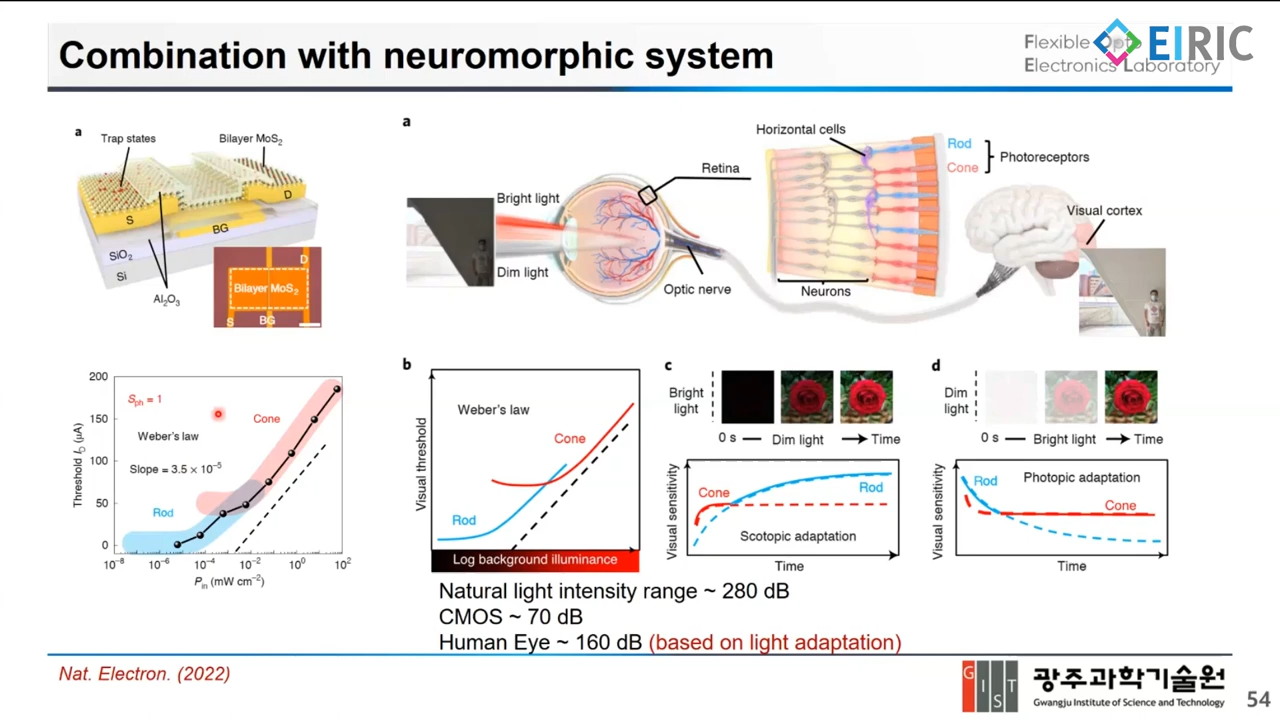 Combination with neuromorphic system
Flexible Opto
Electronics Laboratory
EIRIC
a
Trap states
Bilayer MoS₂
S
D
BG
SiO₂
Si
Al₂O₃
D
Bilayer MoS₂
S
BG
a
Horizontal cells
Rod
Cone
Photoreceptors
Retina
Bright light
Dim light
Optic nerve
Neurons
Visual cortex
200
150
100
50
0
Threshold I_D (μA)
S_ph = 1
Weber's law
Slope = 3.5 × 10⁻⁵
Cone
Rod
10⁻⁸ 10⁻⁶ 10⁻⁴ 10⁻² 10⁰ 10²
P_in (mW cm⁻²)
b
Weber's law
Cone
Rod
Visual threshold
Log background illuminance
c
Bright
light
0 s Dim light Time
Cone
Rod
Scotopic adaptation
Visual sensitivity
Time
d
Dim
light
0 s Bright light Time
Rod
Photopic adaptation
Cone
Visual sensitivity
Time
Natural light intensity range ~ 280 dB
CMOS ~ 70 dB
Human Eye ~ 160 dB (based on light adaptation)
Nat. Electron. (2022)
GIST
광주과학기술원
Gwangju Institute of Science and Technology
54